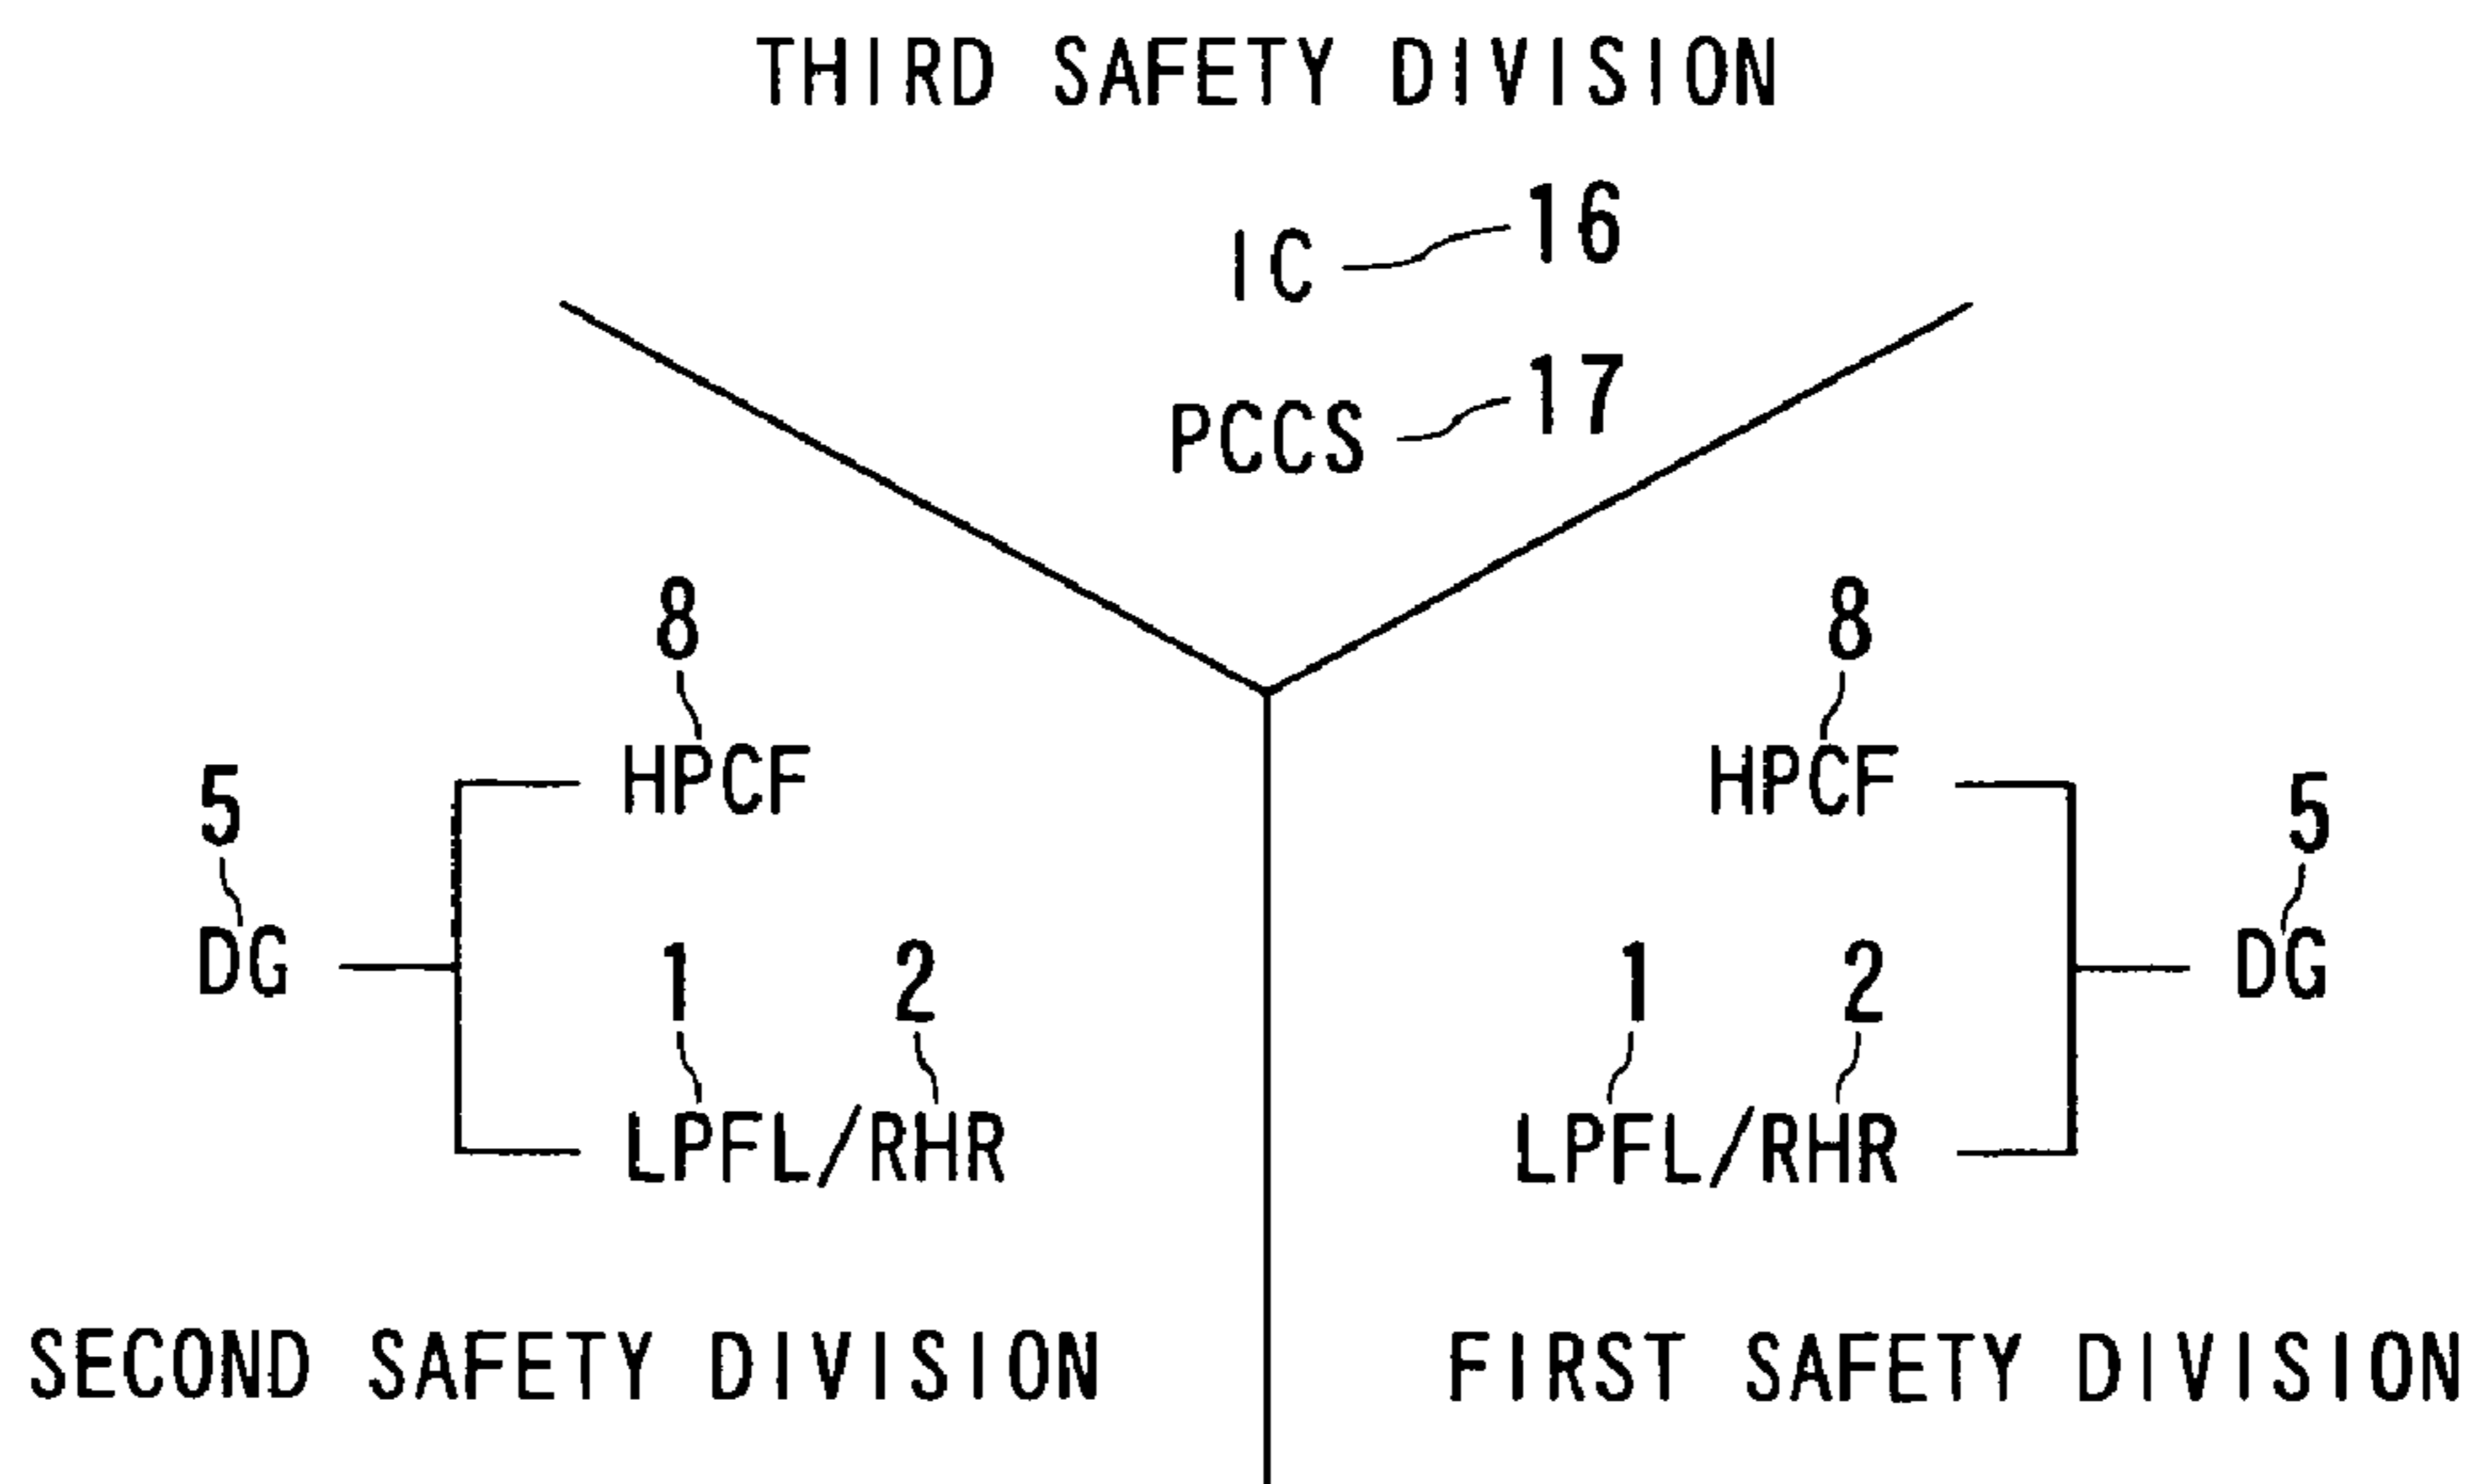 THIRD SAFETY DIVISION
IC 16
PCCS 17
8 8
HPCF HPCF
5 5
DG DG
1 2 1 2
LPFL/RHR LPFL/RHR
SECOND SAFETY DIVISION FIRST SAFETY DIVISION